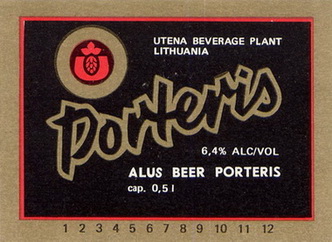 UTENA BEVERAGE PLANT
LITHUANIA
Porteris
6,4% ALC/VOL
ALUS BEER PORTERIS
cap. 0,5 l
1 2 3 4 5 6 7 8 9 10 11 12